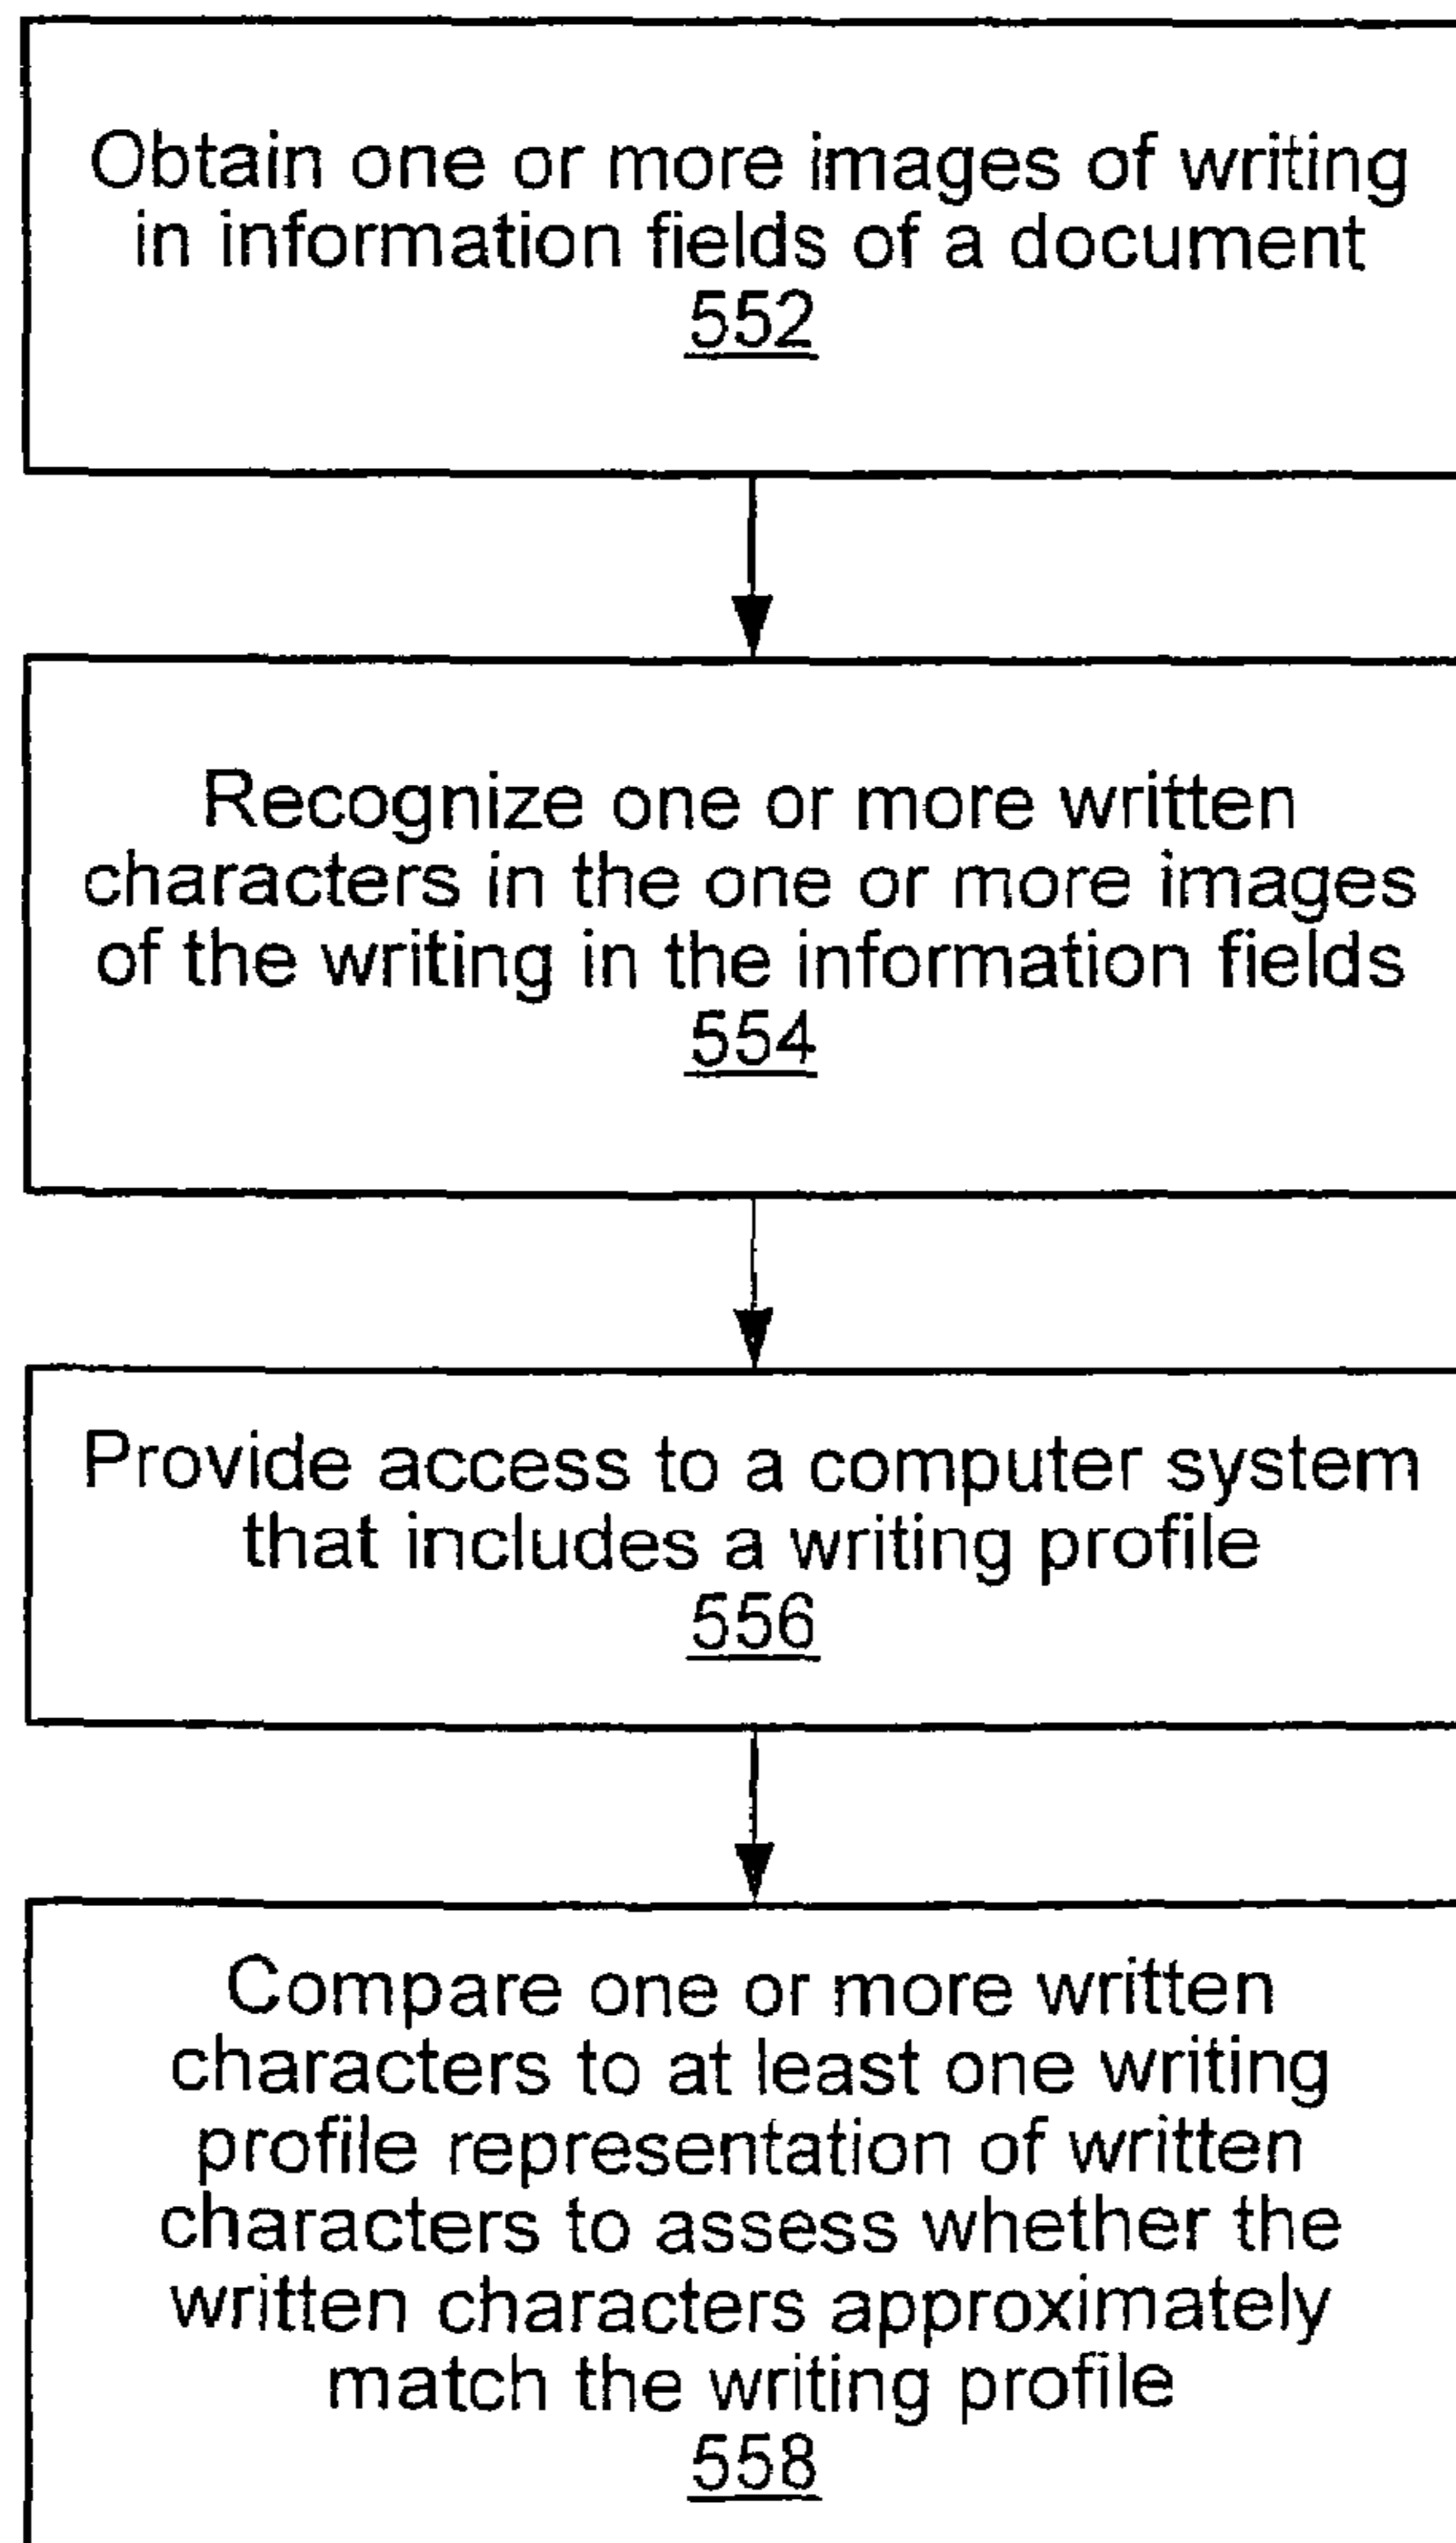 Obtain one or more images of writing
in information fields of a document
552
Recognize one or more written
characters in the one or more images
of the writing in the information fields
554
Provide access to a computer system
that includes a writing profile
556
Compare one or more written
characters to at least one writing
profile representation of written
characters to assess whether the
written characters approximately
match the writing profile
558